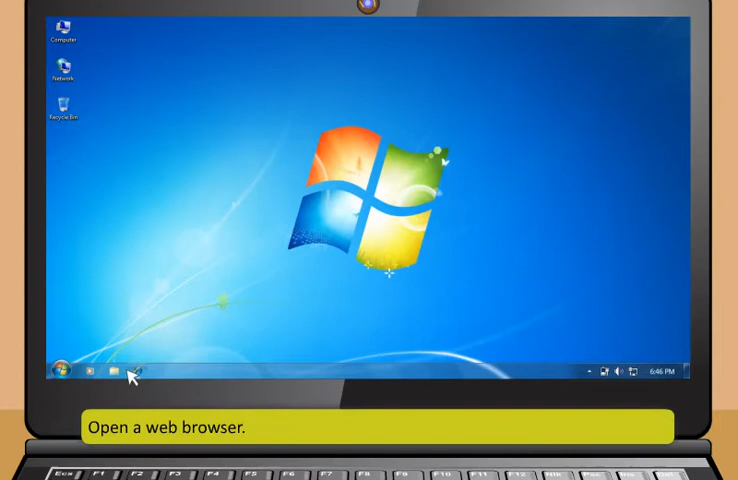 Computer
Network
Recycle Bin
6:46 PM
Open a web browser.
Esc F1 F2 F3 F4 F5 F6 F7 F8 F9 F10 F11 F12